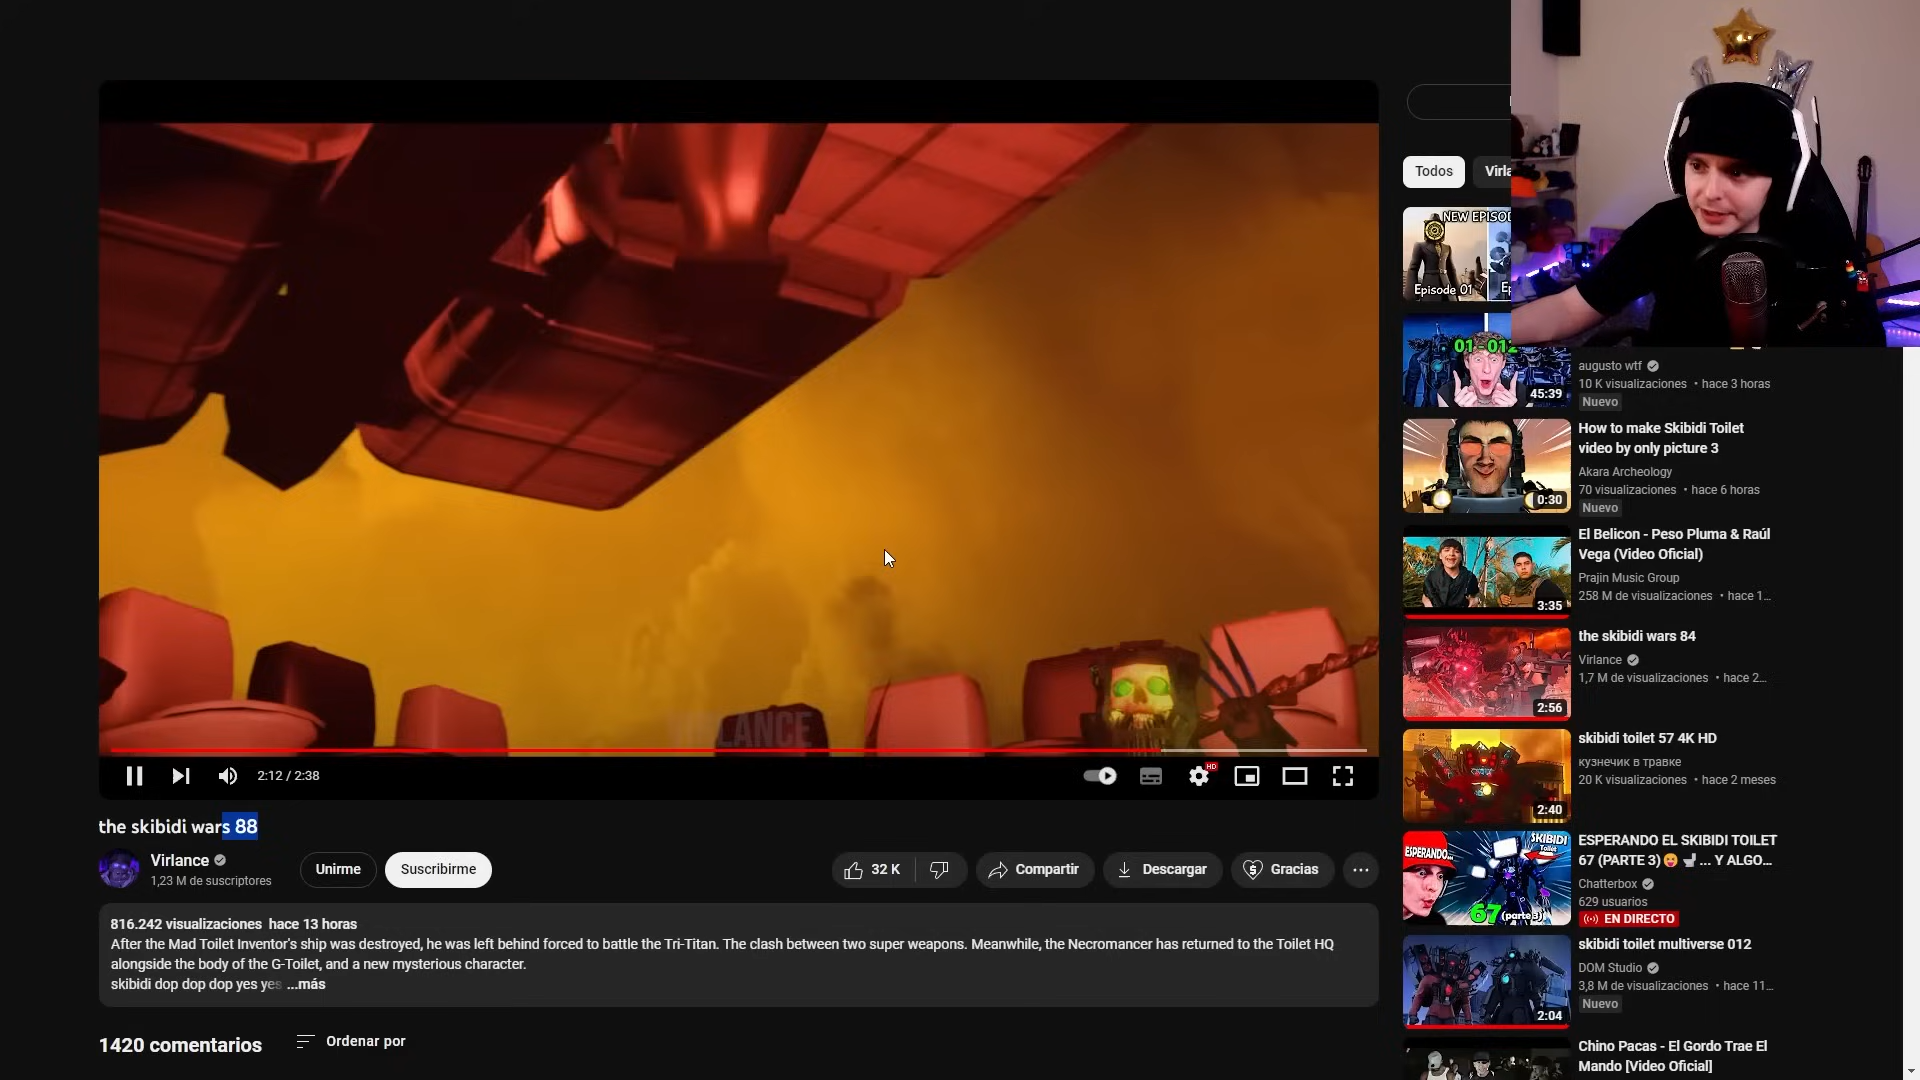 VIRLANCE
2:12 / 2:38
HD
the skibidi wars 88
Virlance
1,23 M de suscriptores
Unirme
Suscribirme
32 K
Compartir
Descargar
Gracias
816.242 visualizaciones hace 13 horas
After the Mad Toilet Inventor's ship was destroyed, he was left behind forced to battle the Tri-Titan. The clash between two super weapons. Meanwhile, the Necromancer has returned to the Toilet HQ
alongside the body of the G-Toilet, and a new mysterious character.
skibidi dop dop dop yes yes ...más
1420 comentarios
Ordenar por
Todos
Virla
NEW EPISOD
Episode 01
Ep
01-012
45:39
augusto wtf
10 K visualizaciones • hace 3 horas
Nuevo
How to make Skibidi Toilet
video by only picture 3
Akara Archeology
70 visualizaciones • hace 6 horas
Nuevo
0:30
El Belicon - Peso Pluma & Raúl
Vega (Video Oficial)
Prajin Music Group
258 M de visualizaciones • hace 1...
3:35
the skibidi wars 84
Virlance
1,7 M de visualizaciones • hace 2...
2:56
skibidi toilet 57 4K HD
кузнечик в травке
20 K visualizaciones • hace 2 meses
2:40
ESPERANDO...
SKIBIDI
Toilet
67 (parte 3)
ESPERANDO EL SKIBIDI TOILET
67 (PARTE 3) ... Y ALGO...
Chatterbox
629 usuarios
EN DIRECTO
skibidi toilet multiverse 012
DOM Studio
3,8 M de visualizaciones • hace 11...
Nuevo
2:04
Chino Pacas - El Gordo Trae El
Mando [Video Oficial]